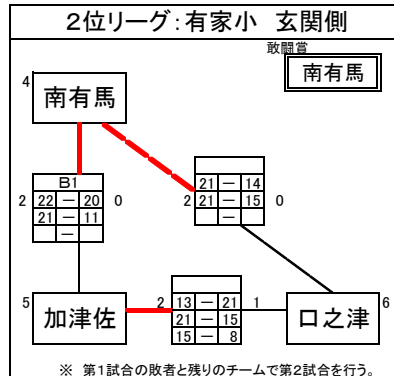 2位リーグ:有家小 玄関側
敢闘賞
南有馬
4
南有馬
B1
2 22 － 20 0
21 － 11
－
21 － 14
2 21 － 15 0
－
5
加津佐
2 13 － 21 1
21 － 15
15 － 8
口之津
6
※ 第1試合の敗者と残りのチームで第2試合を行う。